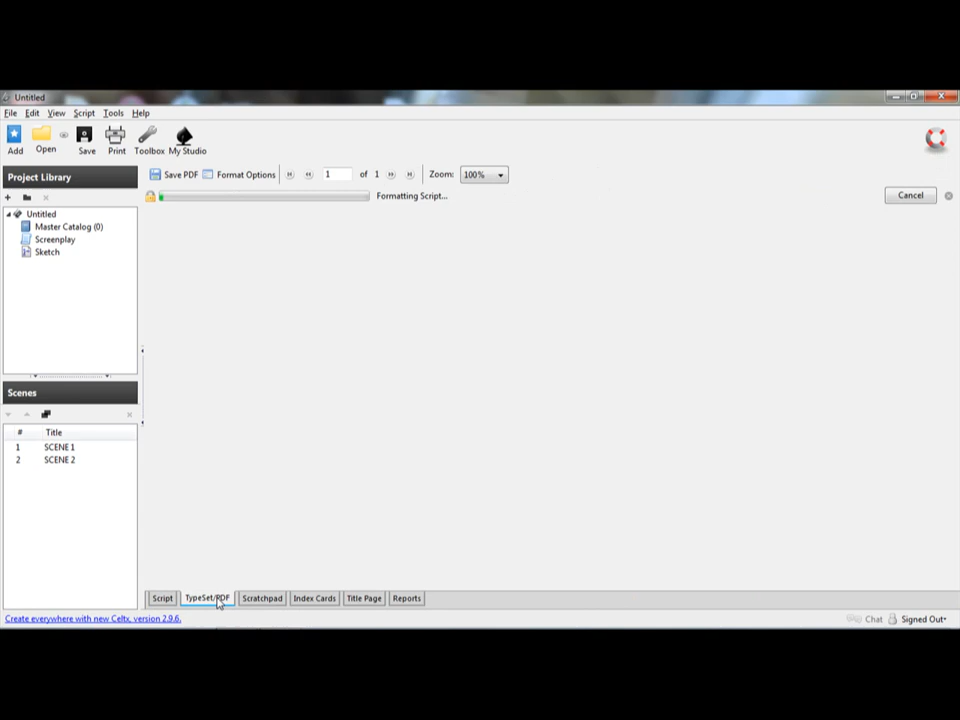 Untitled
File Edit View Script Tools Help
Add Open Save Print Toolbox My Studio
Project Library
Save PDF Format Options 1 of 1 Zoom: 100%
Formatting Script... Cancel
Untitled
Master Catalog (0)
Screenplay
Sketch
Scenes
# Title
1 SCENE 1
2 SCENE 2
Script TypeSet/PDF Scratchpad Index Cards Title Page Reports
Create everywhere with new Celtx, version 2.9.6. Chat Signed Out